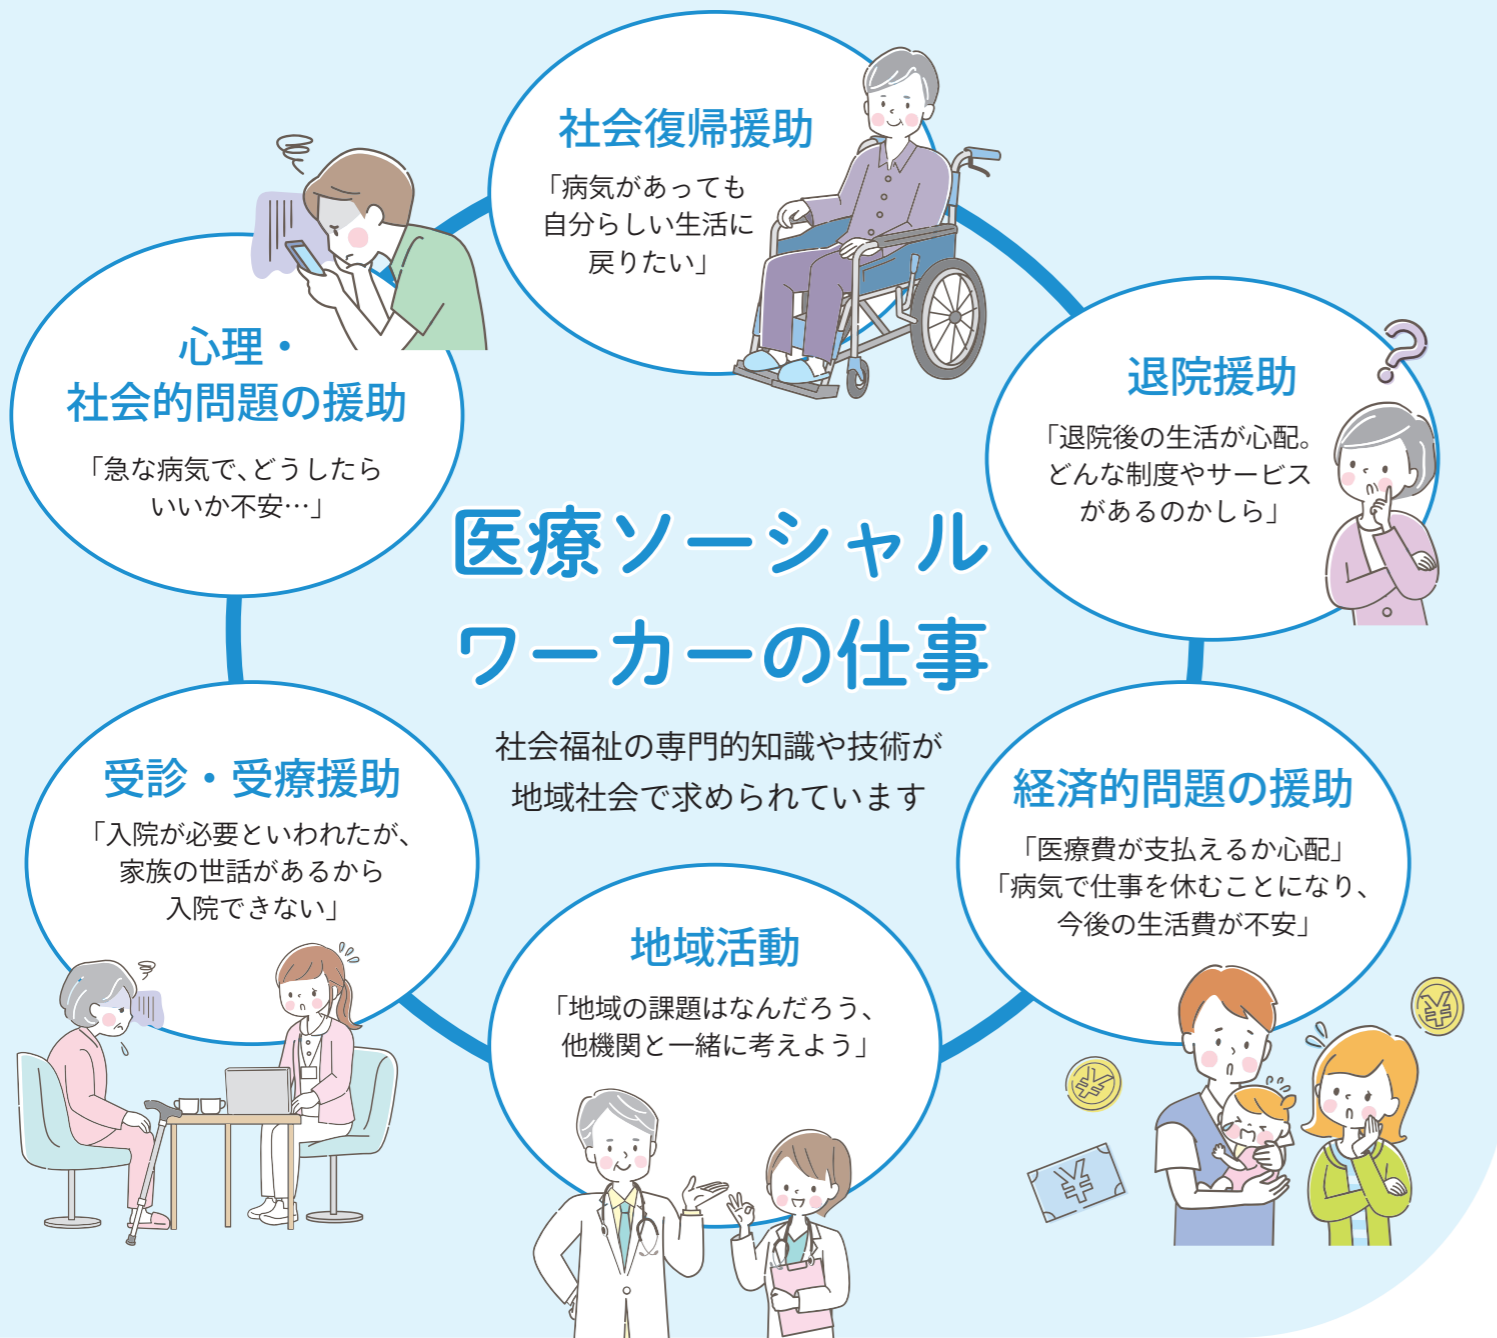 社会復帰援助
「病気があっても
自分らしい生活に
戻りたい」
心理・
社会的問題の援助
「急な病気で、どうしたら
いいか不安…」
退院援助
「退院後の生活が心配。
どんな制度やサービス
があるのかしら」
医療ソーシャル
ワーカーの仕事
社会福祉の専門的知識や技術が
地域社会で求められています
受診・受療援助
「入院が必要といわれたが、
家族の世話があるから
入院できない」
経済的問題の援助
「医療費が支払えるか心配」
「病気で仕事を休むことになり、
今後の生活費が不安」
地域活動
「地域の課題はなんだろう、
他機関と一緒に考えよう」
¥
¥
¥